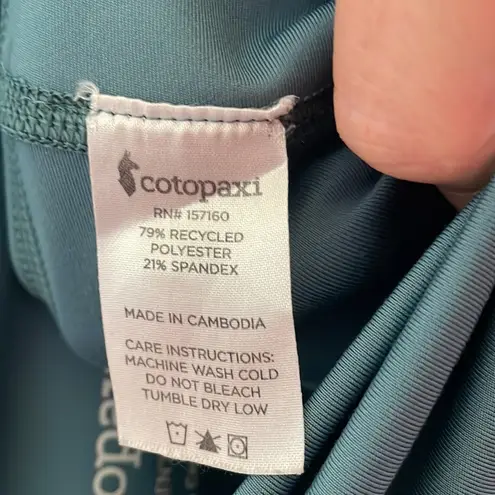 cotopaxi
RN# 157160
79% RECYCLED
POLYESTER
21% SPANDEX
MADE IN CAMBODIA
CARE INSTRUCTIONS:
MACHINE WASH COLD
DO NOT BLEACH
TUMBLE DRY LOW